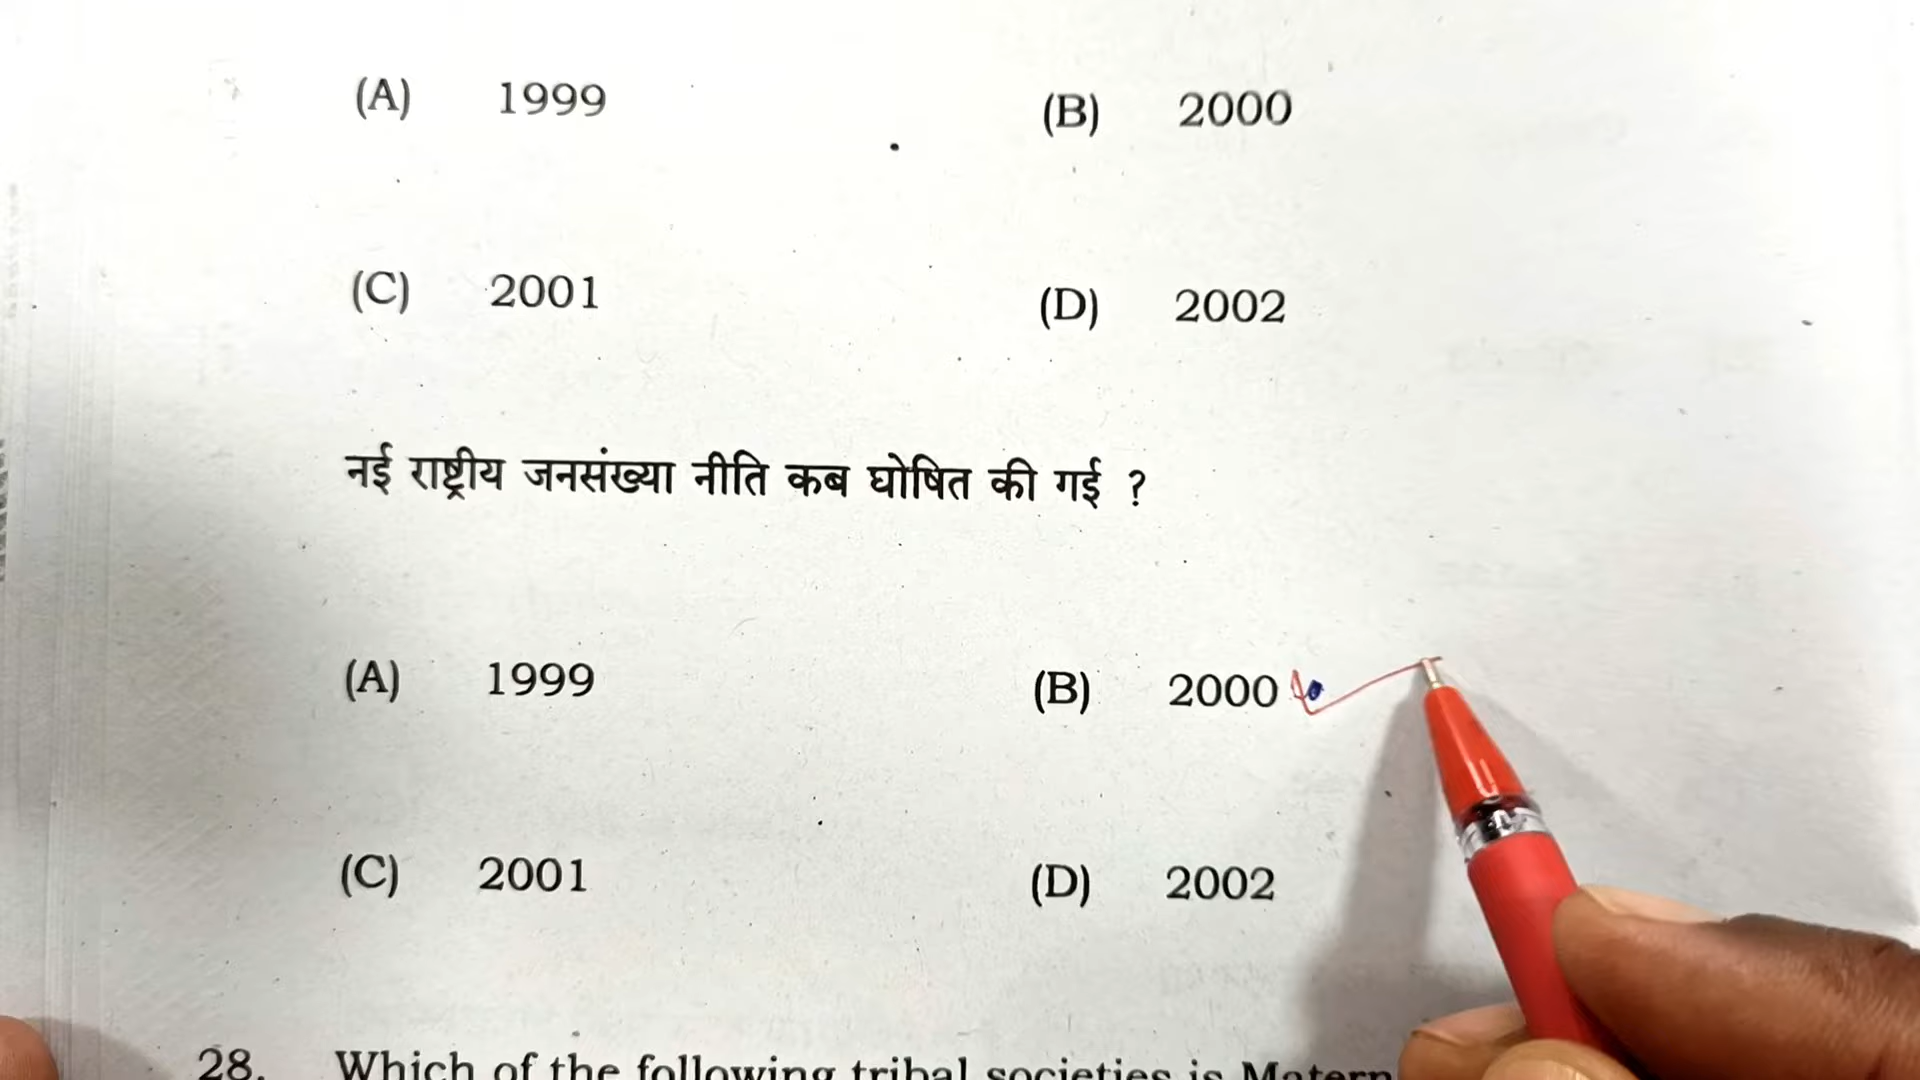 (A) 1999 (B) 2000
(C) 2001 (D) 2002
नई राष्ट्रीय जनसंख्या नीति कब घोषित की गई ?
(A) 1999 (B) 2000
(C) 2001 (D) 2002
28. Which of the following tribal societies is Matern